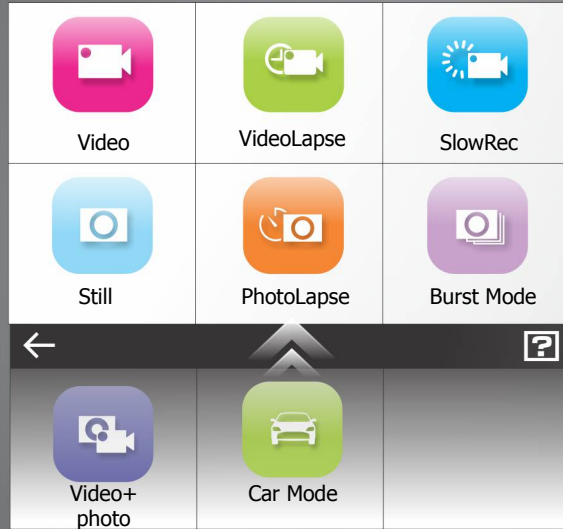 Video
VideoLapse
SlowRec
Still
PhotoLapse
Burst Mode
?
Video+
photo
Car Mode